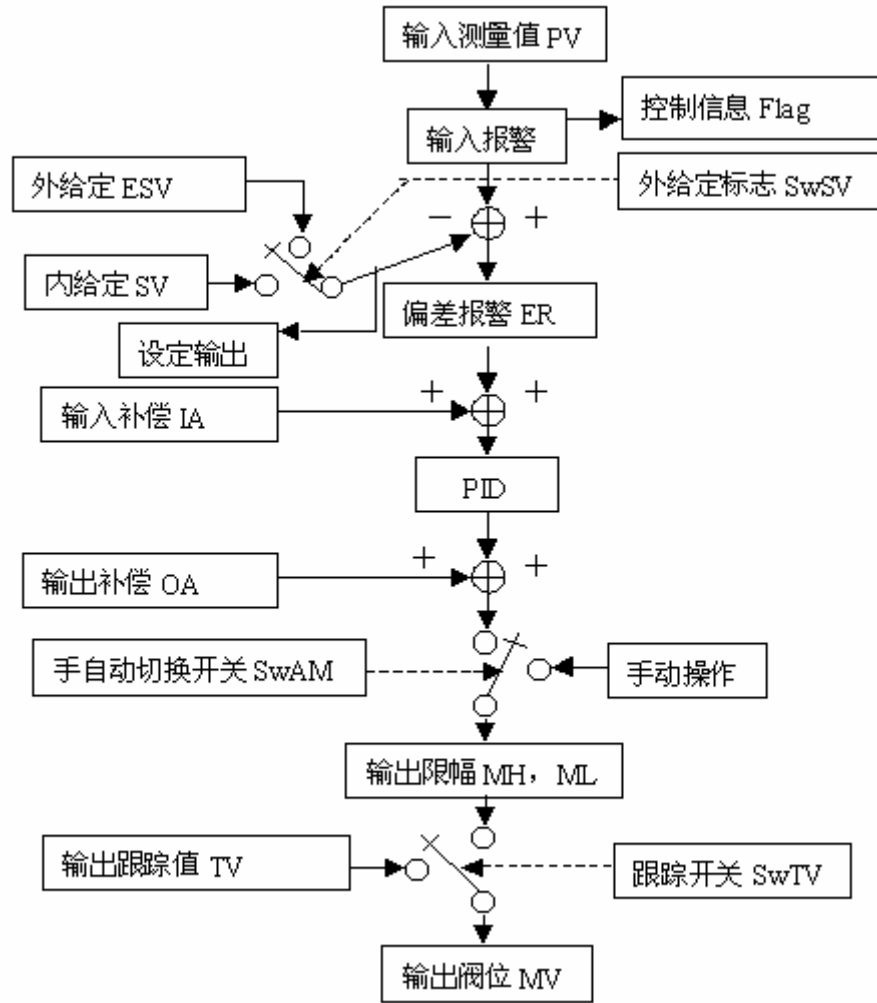 输入测量值 PV
控制信息 Flag
输入报警
外给定标志 SwSV
外给定 ESV
− +
内给定 SV
偏差报警 ER
设定输出
+ +
输入补偿 IA
PID
+ +
输出补偿 OA
手自动切换开关 SwAM
手动操作
输出限幅 MH，ML
输出跟踪值 TV
跟踪开关 SwTV
输出阀位 MV